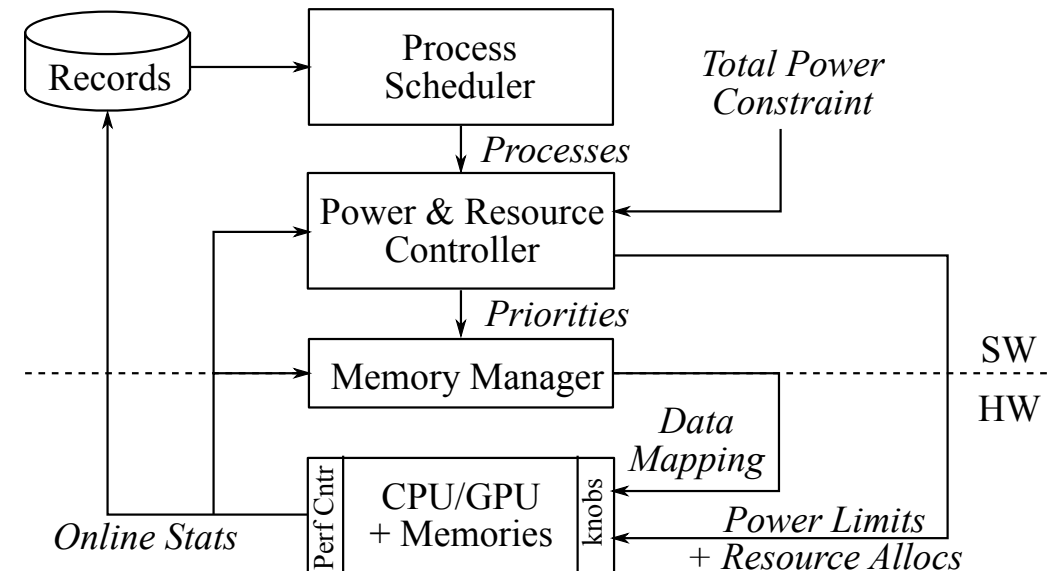 Records
Process
Scheduler
Total Power
Constraint
Processes
Power & Resource
Controller
Priorities
Memory Manager
SW
HW
Data
Mapping
Perf Cntr
CPU/GPU
+ Memories
knobs
Online Stats
Power Limits
+ Resource Allocs